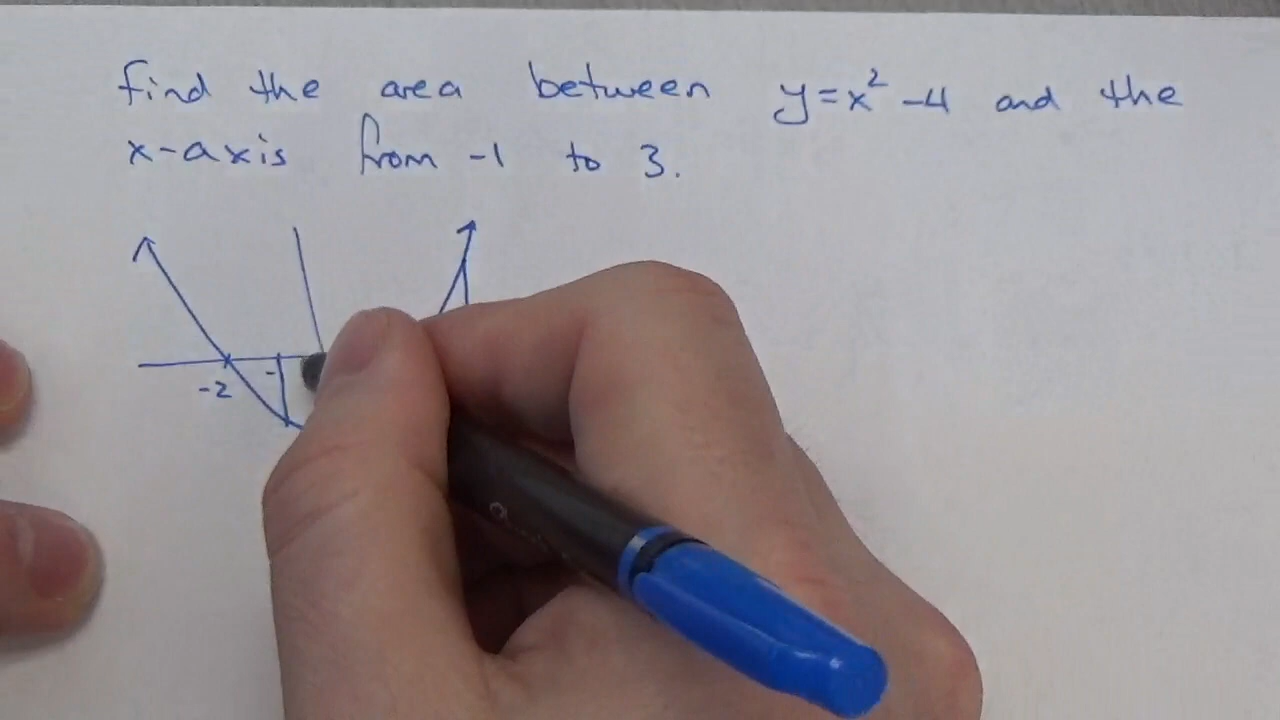 find the area between y=x² -4 and the
x-axis from -1 to 3.
-2